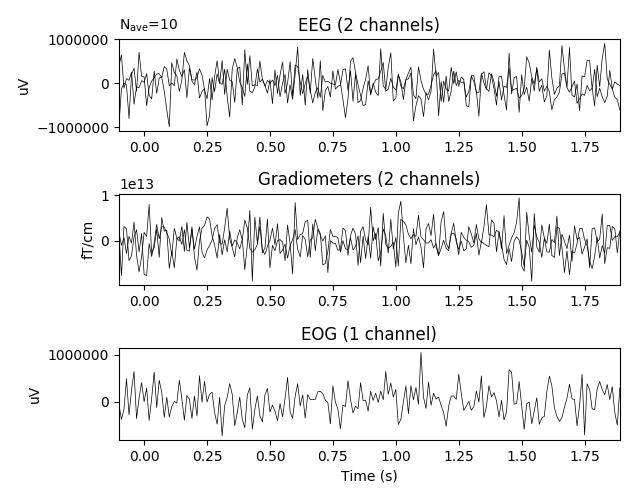 EEG (2 channels)
N_ave=10
1000000
0
−1000000
uV
0.00 0.25 0.50 0.75 1.00 1.25 1.50 1.75
Gradiometers (2 channels)
1e13
1
0
fT/cm
0.00 0.25 0.50 0.75 1.00 1.25 1.50 1.75
EOG (1 channel)
1000000
0
uV
0.00 0.25 0.50 0.75 1.00 1.25 1.50 1.75
Time (s)